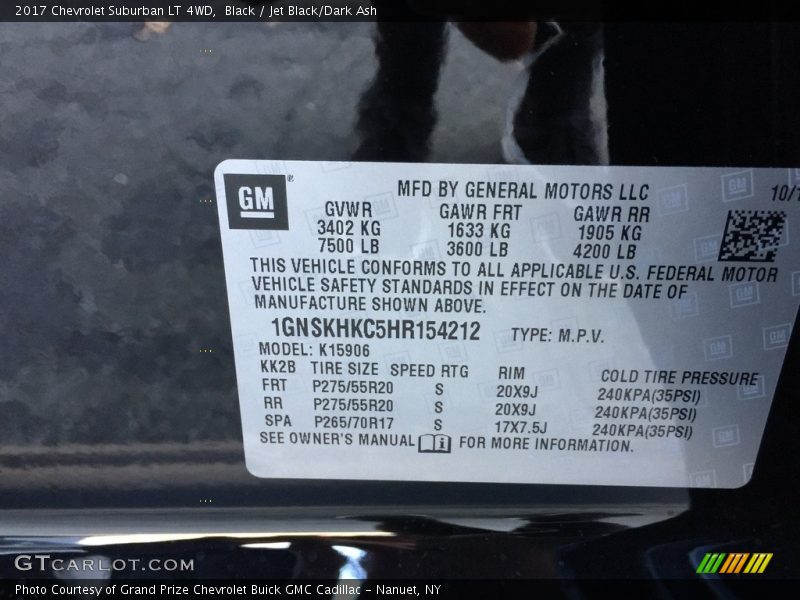 2017 Chevrolet Suburban LT 4WD, Black / Jet Black/Dark Ash
GM®
MFD BY GENERAL MOTORS LLC
10/1
GVWR GAWR FRT GAWR RR
3402 KG 1633 KG 1905 KG
7500 LB 3600 LB 4200 LB
THIS VEHICLE CONFORMS TO ALL APPLICABLE U.S. FEDERAL MOTOR
VEHICLE SAFETY STANDARDS IN EFFECT ON THE DATE OF
MANUFACTURE SHOWN ABOVE.
1GNSKHKC5HR154212 TYPE: M.P.V.
MODEL: K15906
KK2B TIRE SIZE SPEED RTG RIM COLD TIRE PRESSURE
FRT P275/55R20 S 20X9J 240KPA(35PSI)
RR P275/55R20 S 20X9J 240KPA(35PSI)
SPA P265/70R17 S 17X7.5J 240KPA(35PSI)
SEE OWNER'S MANUAL i FOR MORE INFORMATION.
GTCARLOT.COM
Photo Courtesy of Grand Prize Chevrolet Buick GMC Cadillac - Nanuet, NY